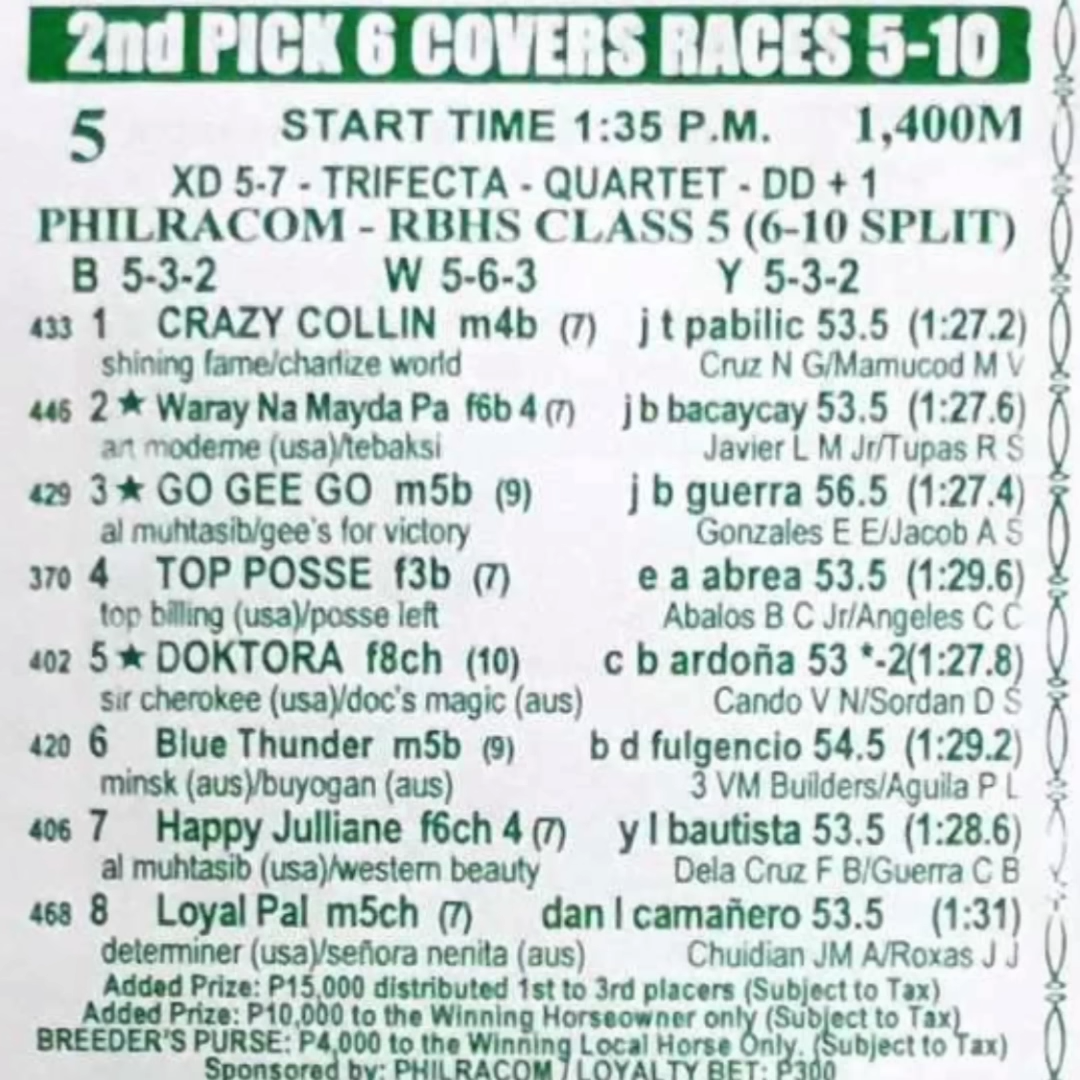 2nd PICK 6 COVERS RACES 5-10
5 START TIME 1:35 P.M. 1,400M
XD 5-7 - TRIFECTA - QUARTET - DD + 1
PHILRACOM - RBHS CLASS 5 (6-10 SPLIT)
B 5-3-2 W 5-6-3 Y 5-3-2
433 1 CRAZY COLLIN m4b (7) j t pabilic 53.5 (1:27.2)
shining fame/charlize world Cruz N G/Mamucod M V
446 2 ★ Waray Na Mayda Pa f6b 4 (7) j b bacaycay 53.5 (1:27.6)
art moderne (usa)/tebaksi Javier L M Jr/Tupas R S
429 3 ★ GO GEE GO m5b (9) j b guerra 56.5 (1:27.4)
al muhtasib/gee's for victory Gonzales E E/Jacob A S
370 4 TOP POSSE f3b (7) e a abrea 53.5 (1:29.6)
top billing (usa)/posse left Abalos B C Jr/Angeles C C
402 5 ★ DOKTORA f8ch (10) c b ardoña 53 *-2(1:27.8)
sir cherokee (usa)/doc's magic (aus) Cando V N/Sordan D S
420 6 Blue Thunder m5b (9) b d fulgencio 54.5 (1:29.2)
minsk (aus)/buyogan (aus) 3 VM Builders/Aguila P L
406 7 Happy Julliane f6ch 4 (7) y l bautista 53.5 (1:28.6)
al muhtasib (usa)/western beauty Dela Cruz F B/Guerra C B
468 8 Loyal Pal m5ch (7) dan l camañero 53.5 (1:31)
determiner (usa)/señora nenita (aus) Chuidian JM A/Roxas J J
Added Prize: P15,000 distributed 1st to 3rd placers (Subject to Tax)
Added Prize: P10,000 to the Winning Horseowner only (Subject to Tax)
BREEDER'S PURSE: P4,000 to the Winning Local Horse Only. (Subject to Tax)
Sponsored by: PHILRACOM / LOYALTY BET: P300